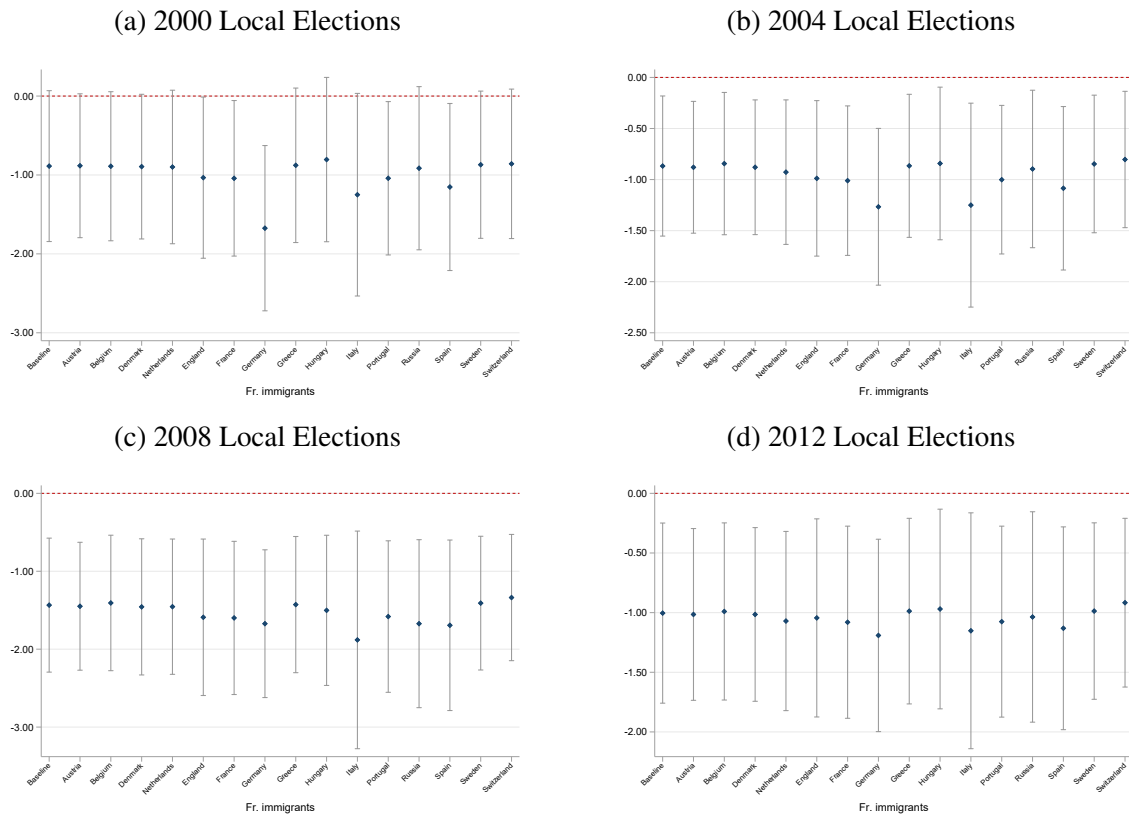 (a) 2000 Local Elections
0.00
-1.00
-2.00
-3.00
Baseline
Austria
Belgium
Denmark
Netherlands
England
France
Germany
Greece
Hungary
Italy
Portugal
Russia
Spain
Sweden
Switzerland
Fr. immigrants
(b) 2004 Local Elections
0.00
-0.50
-1.00
-1.50
-2.00
-2.50
Baseline
Austria
Belgium
Denmark
Netherlands
England
France
Germany
Greece
Hungary
Italy
Portugal
Russia
Spain
Sweden
Switzerland
Fr. immigrants
(c) 2008 Local Elections
0.00
-1.00
-2.00
-3.00
Baseline
Austria
Belgium
Denmark
Netherlands
England
France
Germany
Greece
Hungary
Italy
Portugal
Russia
Spain
Sweden
Switzerland
Fr. immigrants
(d) 2012 Local Elections
0.00
-0.50
-1.00
-1.50
-2.00
Baseline
Austria
Belgium
Denmark
Netherlands
England
France
Germany
Greece
Hungary
Italy
Portugal
Russia
Spain
Sweden
Switzerland
Fr. immigrants